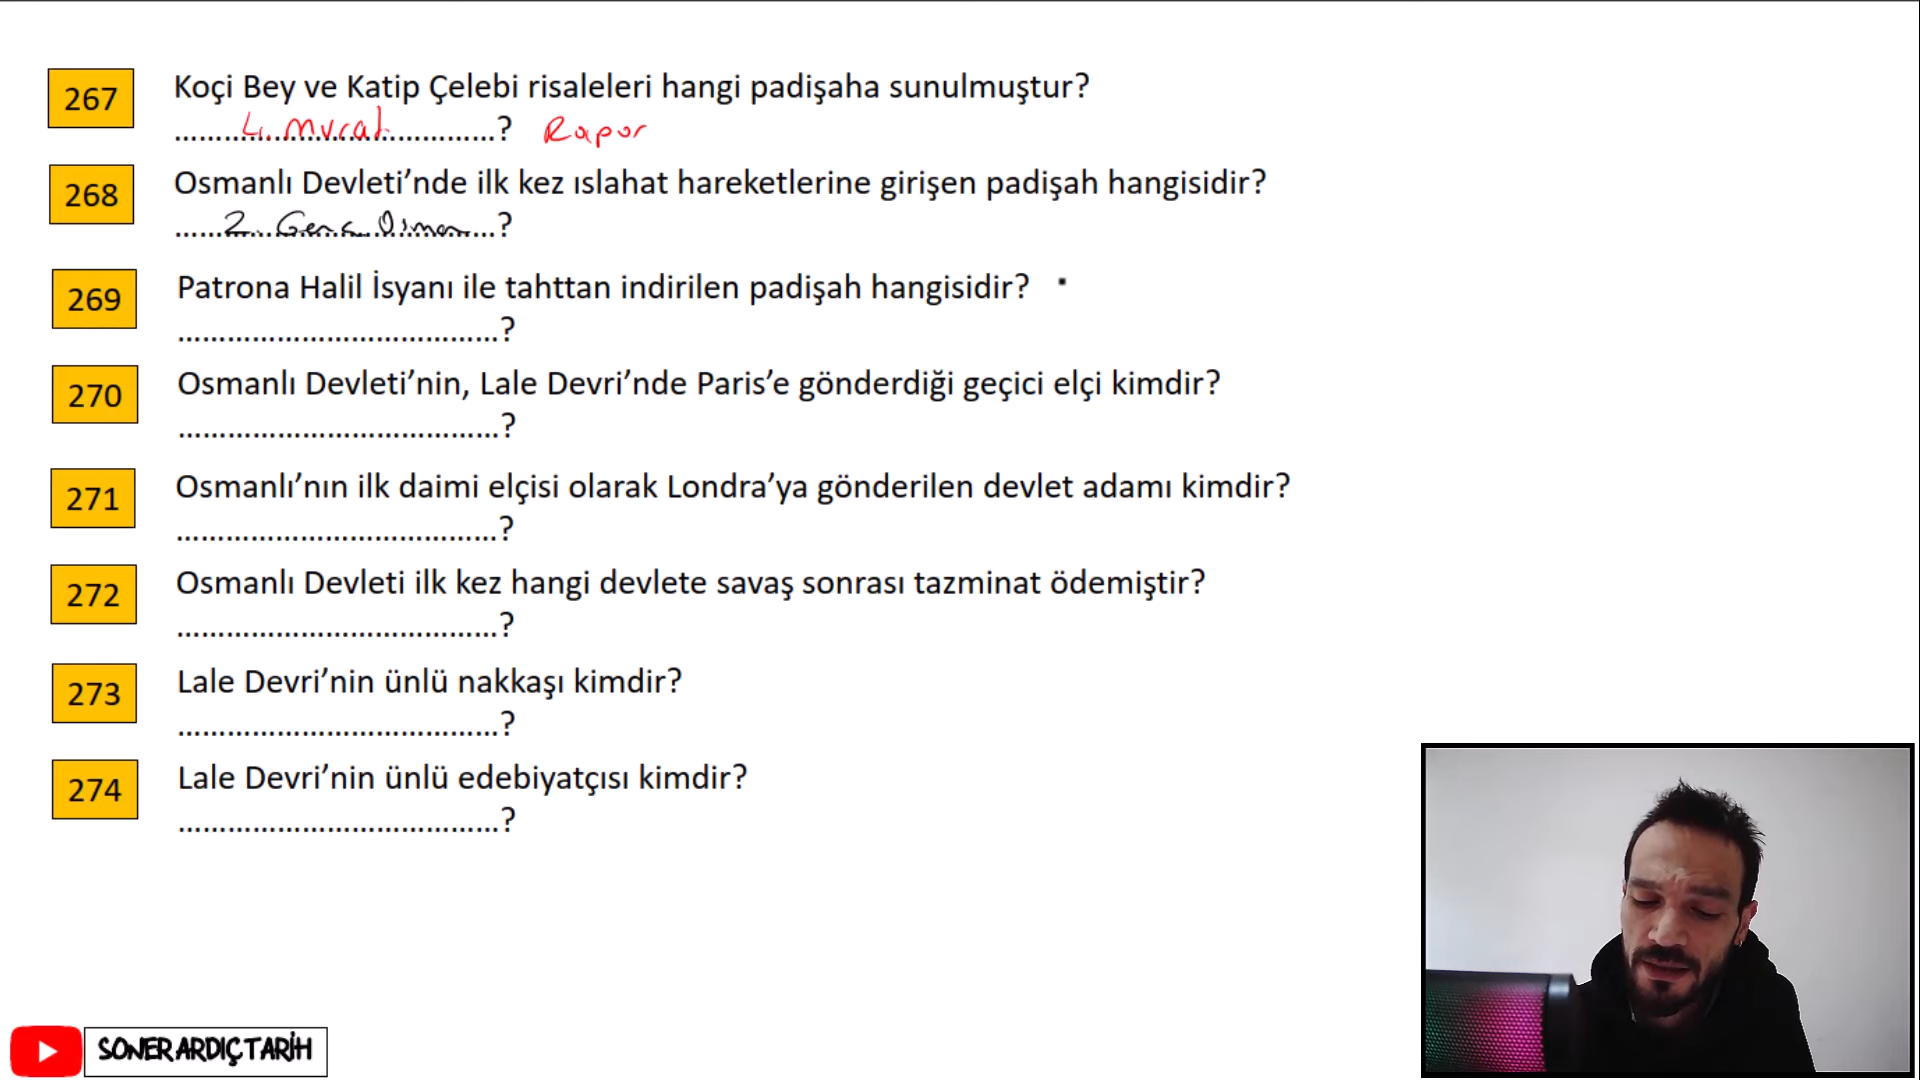 267 Koçi Bey ve Katip Çelebi risaleleri hangi padişaha sunulmuştur?
4. Murat ? Rapor
268 Osmanlı Devleti’nde ilk kez ıslahat hareketlerine girişen padişah hangisidir?
2. Genç Osman ?
269 Patrona Halil İsyanı ile tahttan indirilen padişah hangisidir?
……………………………………?
270 Osmanlı Devleti’nin, Lale Devri’nde Paris’e gönderdiği geçici elçi kimdir?
……………………………………?
271 Osmanlı’nın ilk daimi elçisi olarak Londra’ya gönderilen devlet adamı kimdir?
……………………………………?
272 Osmanlı Devleti ilk kez hangi devlete savaş sonrası tazminat ödemiştir?
……………………………………?
273 Lale Devri’nin ünlü nakkaşı kimdir?
……………………………………?
274 Lale Devri’nin ünlü edebiyatçısı kimdir?
……………………………………?
SONER ARDIÇ TARİH